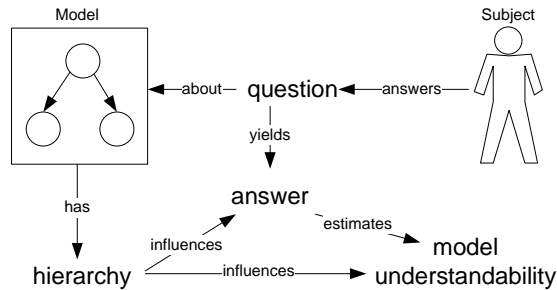 Model
Subject
about
question
answers
yields
answer
has
influences
estimates
model
hierarchy
influences
understandability